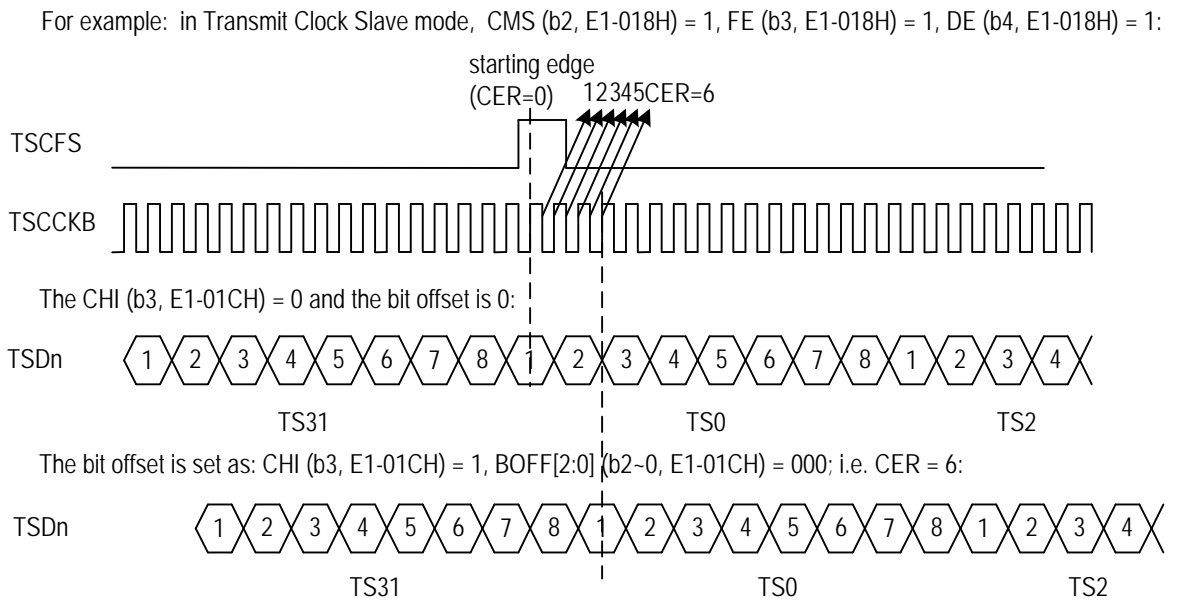 For example: in Transmit Clock Slave mode, CMS (b2, E1-018H) = 1, FE (b3, E1-018H) = 1, DE (b4, E1-018H) = 1:
starting edge
(CER=0) 12345CER=6
TSCFS
TSCCKB
The CHI (b3, E1-01CH) = 0 and the bit offset is 0:
TSDn 1 2 3 4 5 6 7 8 1 2 3 4 5 6 7 8 1 2 3 4
TS31 TS0 TS2
The bit offset is set as: CHI (b3, E1-01CH) = 1, BOFF[2:0] (b2~0, E1-01CH) = 000; i.e. CER = 6:
TSDn 1 2 3 4 5 6 7 8 1 2 3 4 5 6 7 8 1 2 3 4
TS31 TS0 TS2